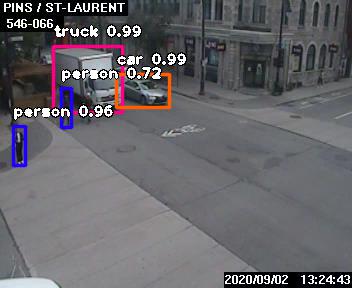 PINS / ST-LAURENT
546-066
truck 0.99
car 0.99
person 0.72
person 0.96
2020/09/02 13:24:43